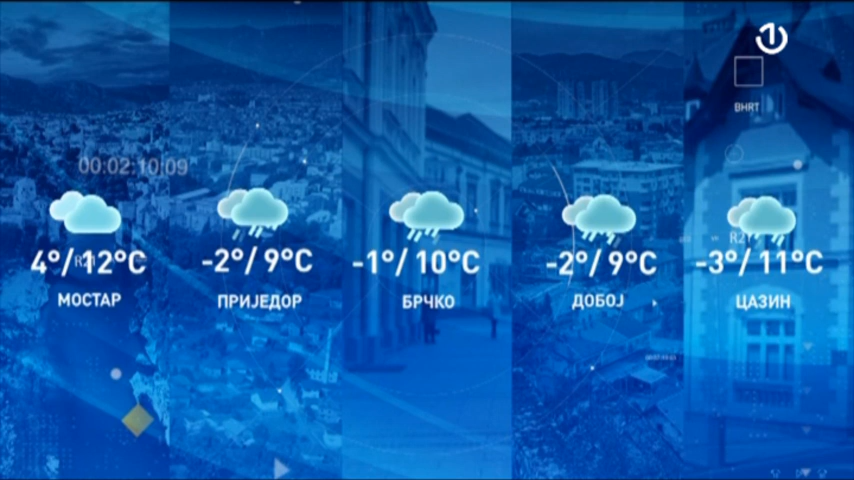 1
BHRT
00:02:10:09
4°/12°C
-2°/9°C
-1°/10°C
-2°/9°C
-3°/11°C
МОСТАР
ПРИЈЕДОР
БРЧКО
ДОБОЈ
ЦАЗИН